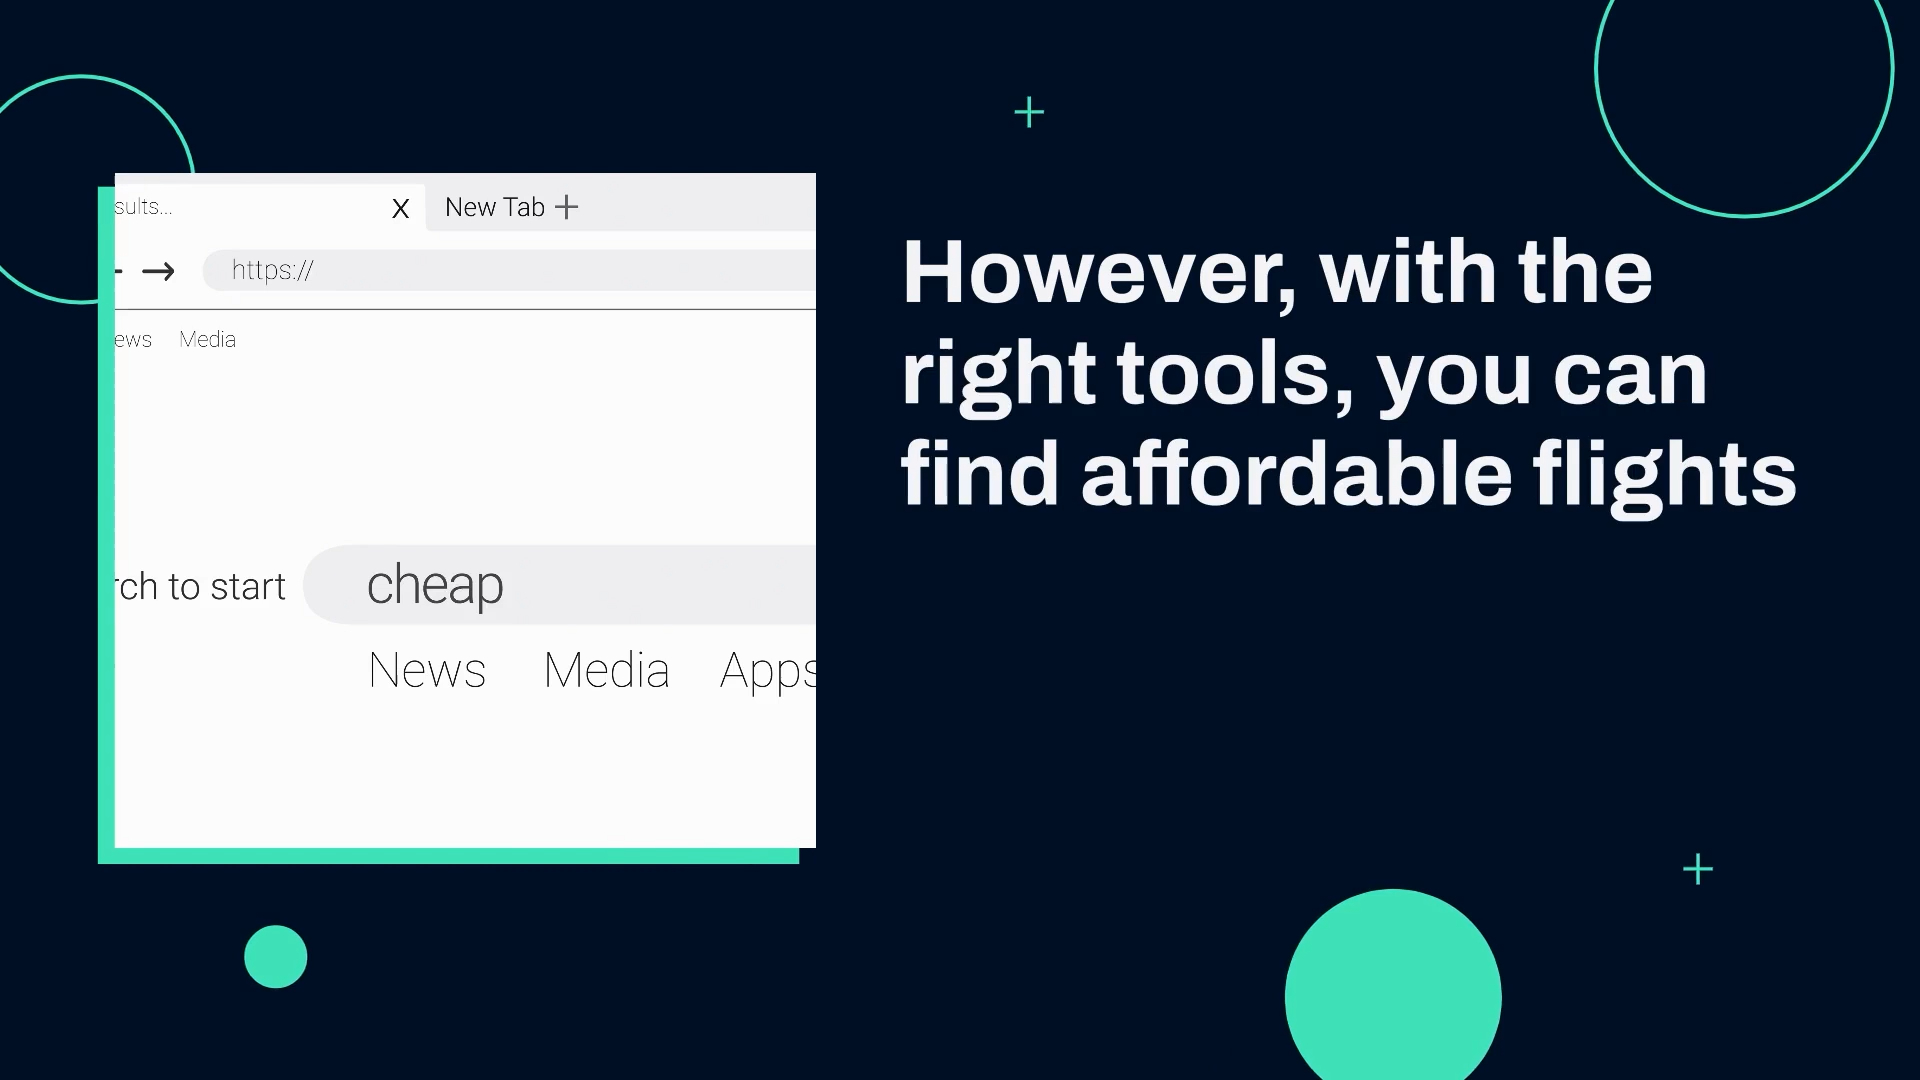 sults...
X
New Tab +
https://
ews Media
rch to start
cheap
News Media Apps
However, with the
right tools, you can
find affordable flights